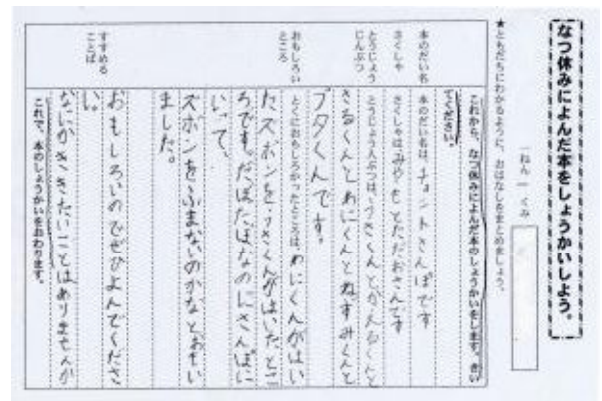 なつ休みによんだ本をしょうかいしよう。
一ねん一くみ
★ともだちにわかるように、おはなしをまとめましょう。
これから、なつ休みによんだ本のしょうかいをします。きい
てください。
本のだい名
本のだい名は、チョットさんぽです
さくしゃ
さくしゃはみやもとただおさんです
とうじょう
じんぶつ
とうじょう人ぶつは、うさぎくんとかえるくんと
さるくんとわにくんとねずみくんと
ブタくんです。
おもしろい
ところ
とくにおもしろかったところは、わにくんがはい
たズボンをうさくんがはいたとこ
ろです。だぼだぼなのにさんぽに
いって、
ズボンをふまないのかなとおもい
ました。
すすめる
ことば
おもしろいのでぜひよんでくださ
い。
なにかききたいことはありませんか
これで、本のしょうかいをおわります。